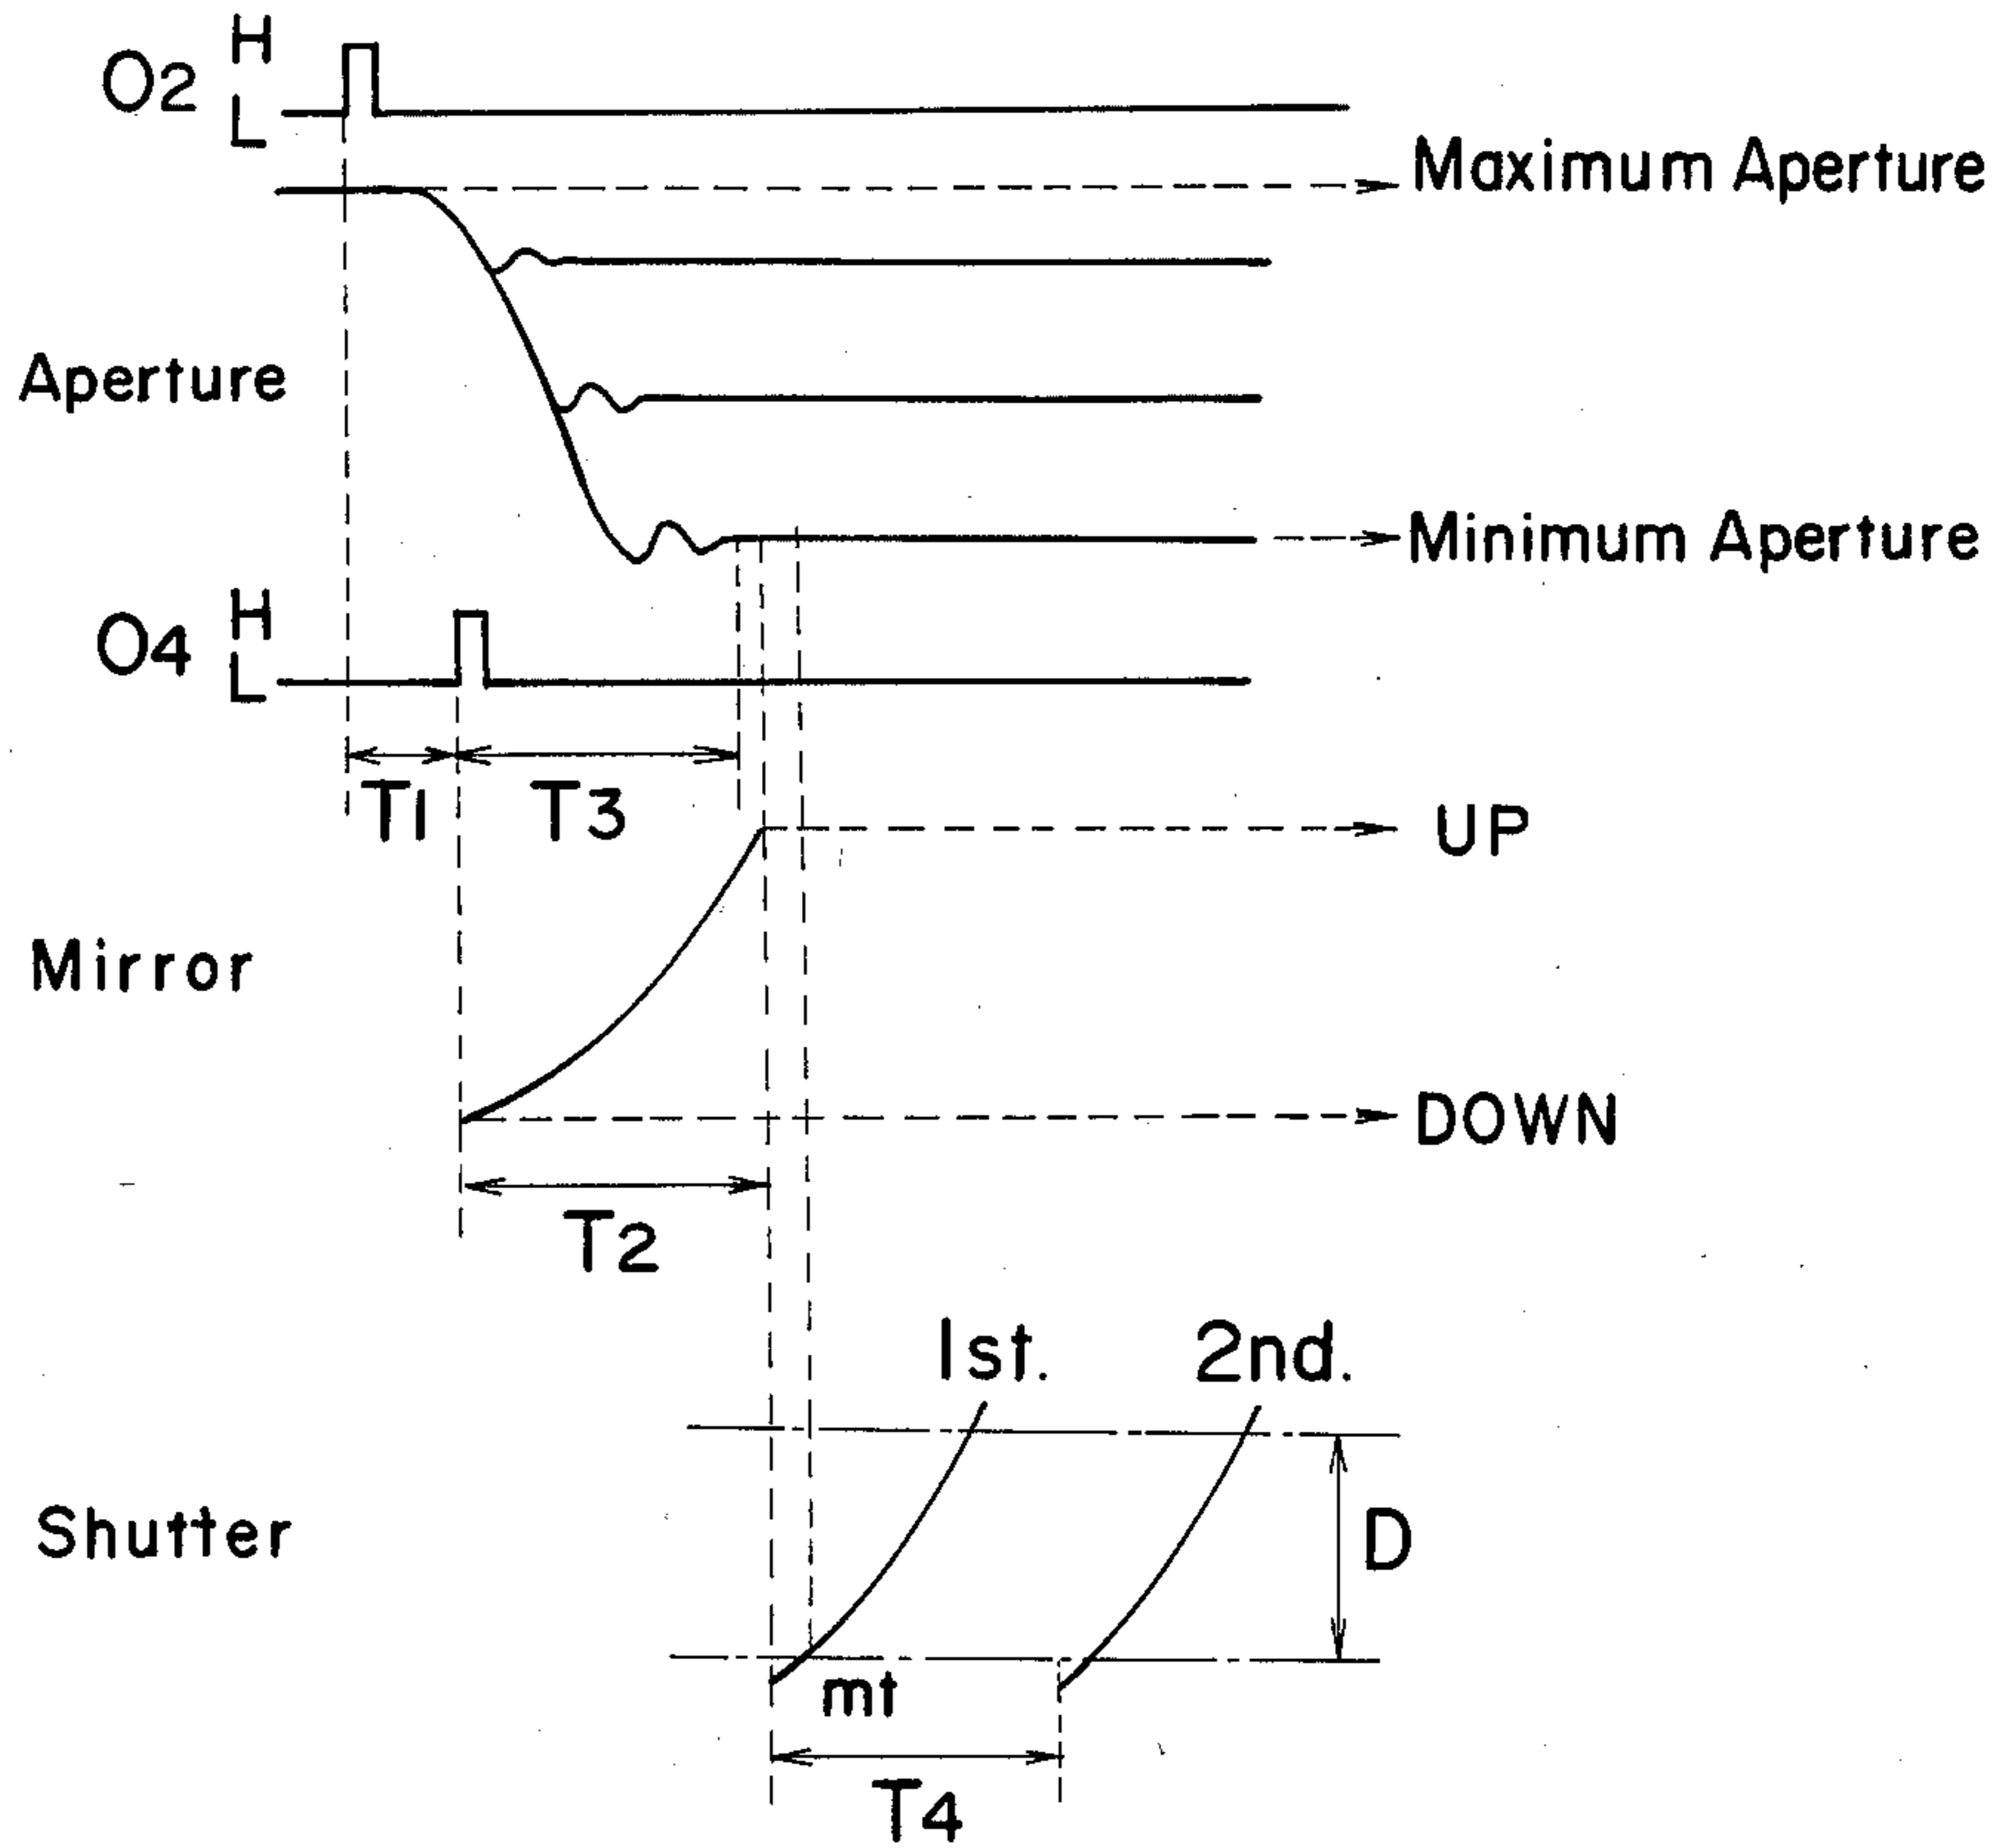 O2
H
L
Maximum Aperture
Aperture
Minimum Aperture
O4
H
L
T1
T3
UP
Mirror
DOWN
T2
1st.
2nd.
Shutter
D
mt
T4